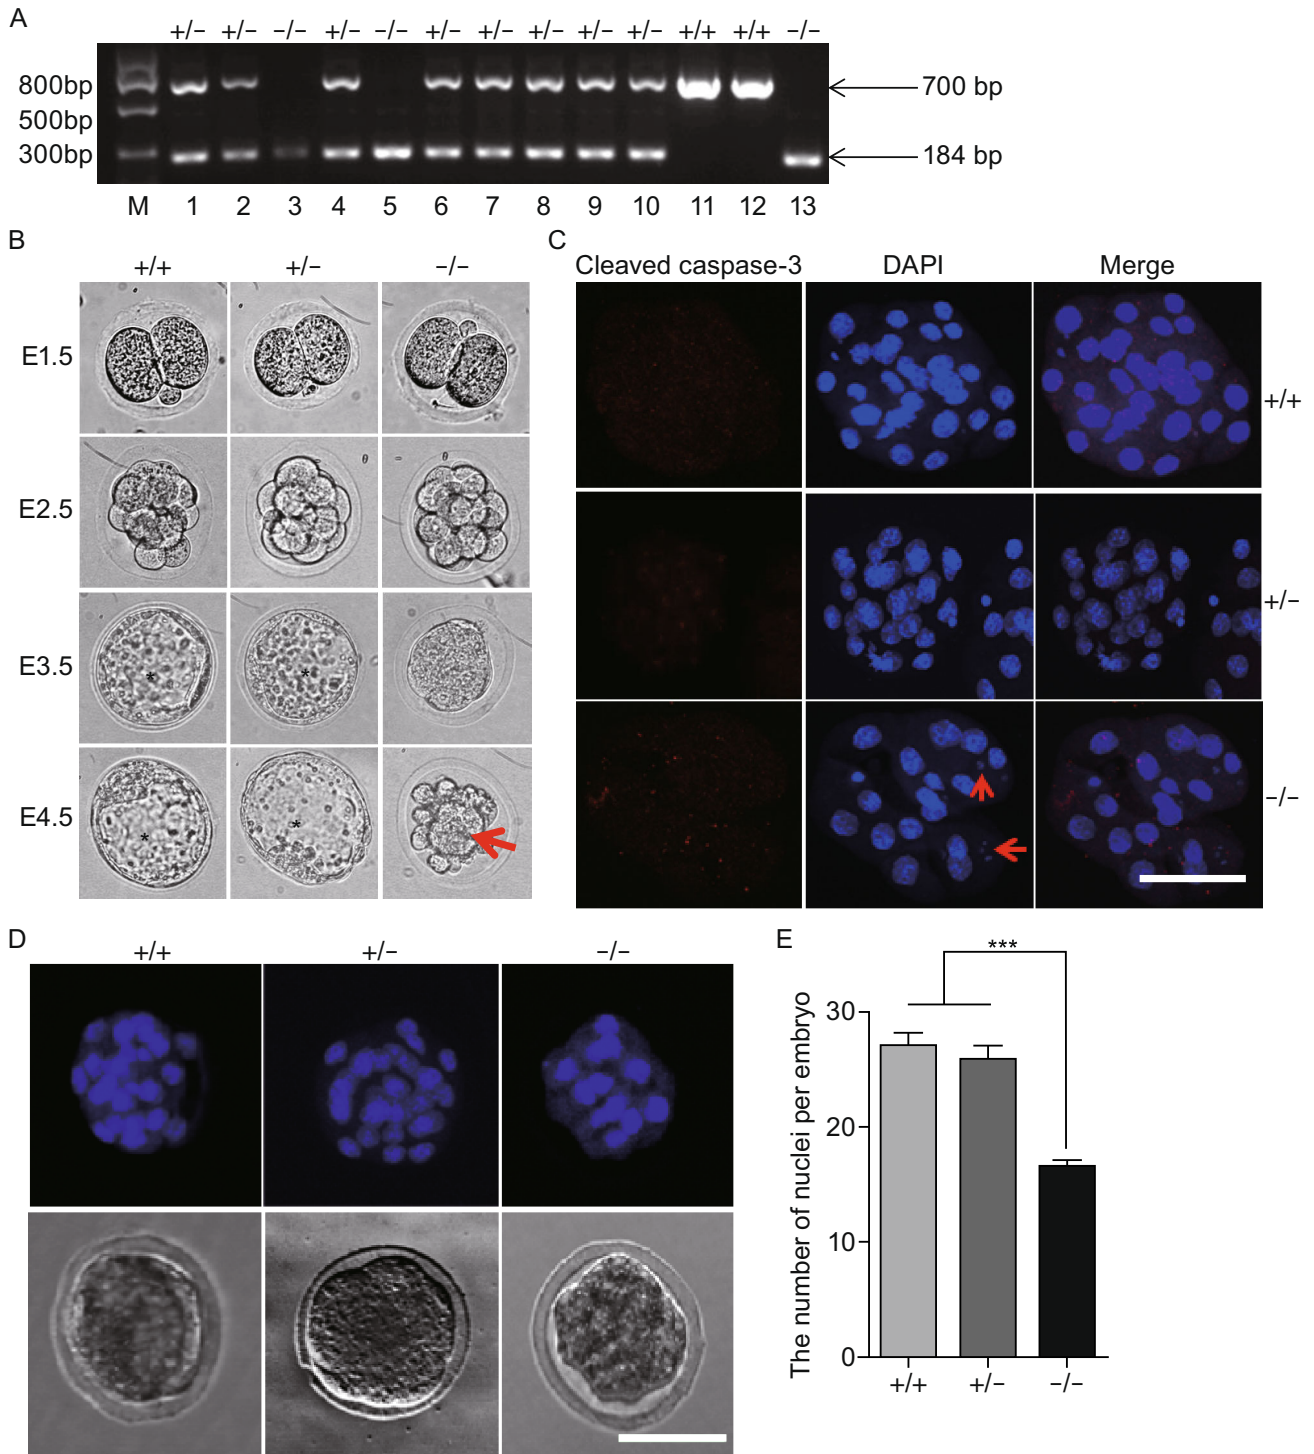 A
+/− +/− −/− +/− −/− +/− +/− +/− +/− +/− +/+ +/+ −/−
800bp
700 bp
500bp
300bp
184 bp
M 1 2 3 4 5 6 7 8 9 10 11 12 13
B
+/+ +/− −/−
E1.5
E2.5
E3.5
* *
E4.5
* *
C
Cleaved caspase-3 DAPI Merge
+/+
+/−
−/−
D
+/+ +/− −/−
E
***
The number of nuclei per embryo
30
20
10
0
+/+ +/− −/−